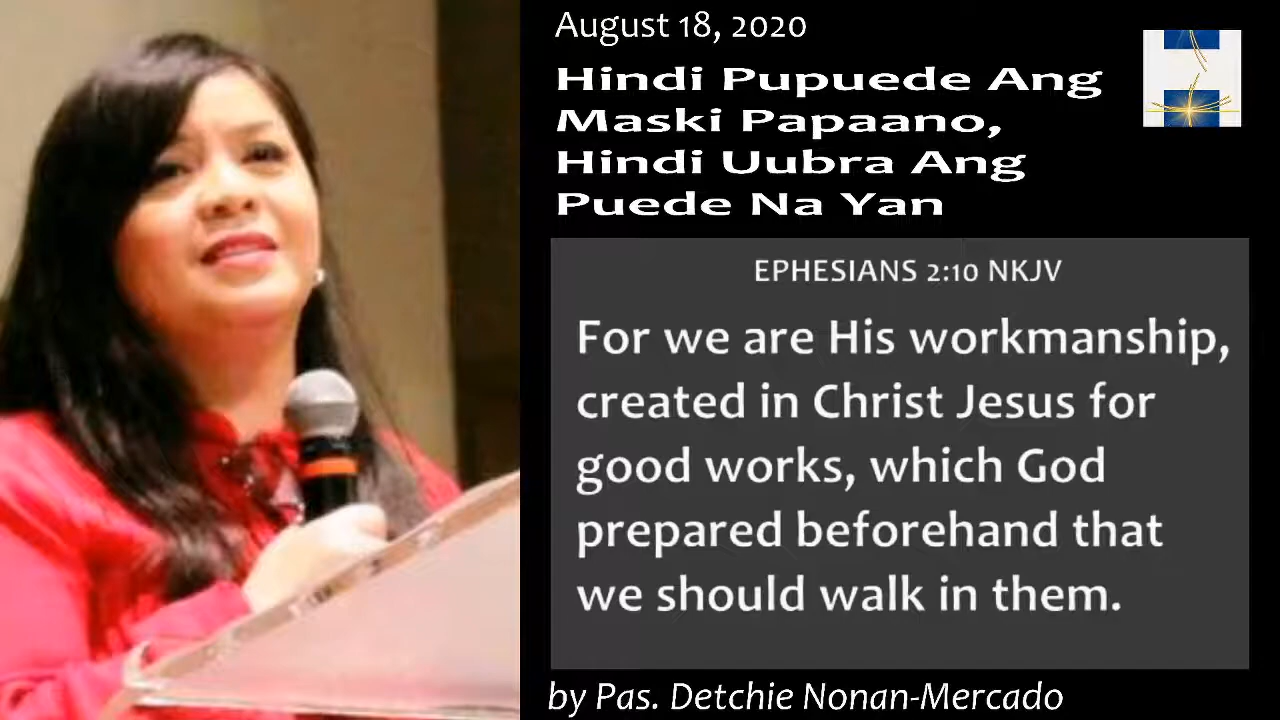 August 18, 2020
Hindi Pupuede Ang
Maski Papaano,
Hindi Uubra Ang
Puede Na Yan
EPHESIANS 2:10 NKJV
For we are His workmanship,
created in Christ Jesus for
good works, which God
prepared beforehand that
we should walk in them.
by Pas. Detchie Nonan-Mercado